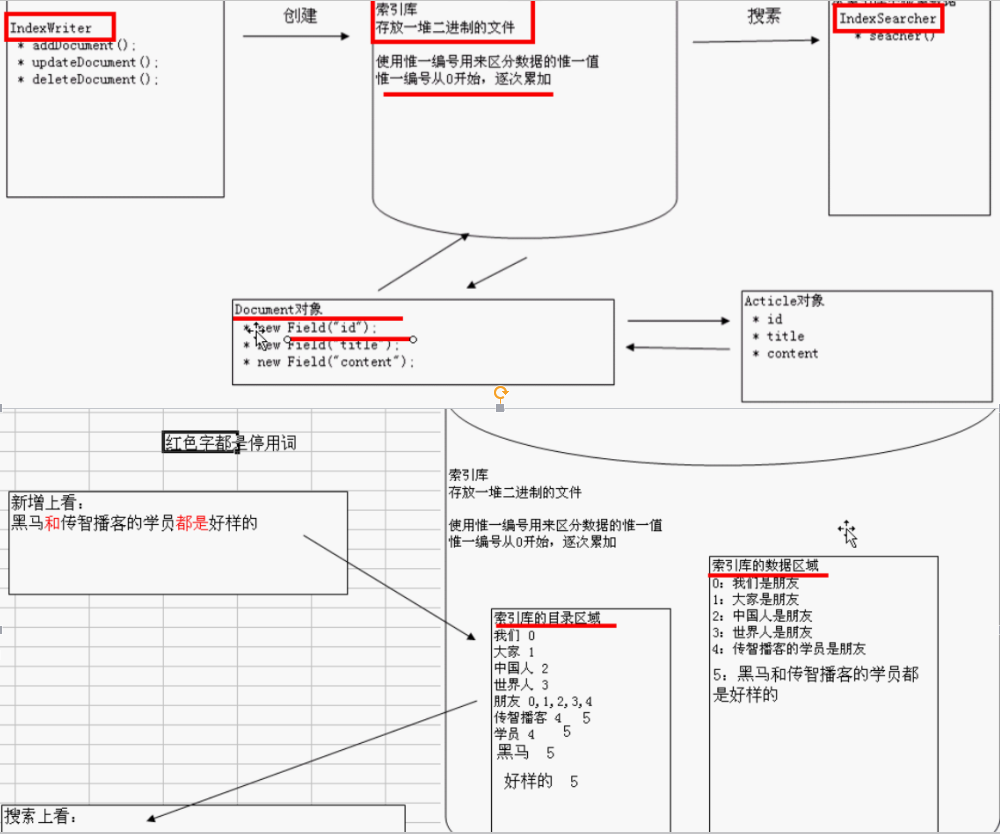 IndexWriter
* addDocument();
* updateDocument();
* deleteDocument();
创建
索引库
存放一堆二进制的文件
使用惟一编号用来区分数据的惟一值
惟一编号从0开始，逐次累加
搜素
IndexSearcher
* seacher()
Document对象
* new Field("id");
* new Field("title");
* new Field("content");
Acticle对象
* id
* title
* content
红色字都是停用词
新增上看：
黑马和传智播客的学员都是好样的
索引库
存放一堆二进制的文件
使用惟一编号用来区分数据的惟一值
惟一编号从0开始，逐次累加
索引库的目录区域
我们 0
大家 1
中国人 2
世界人 3
朋友 0,1,2,3,4
传智播客 4 5
学员 4 5
黑马 5
好样的 5
索引库的数据区域
0：我们是朋友
1：大家是朋友
2：中国人是朋友
3：世界人是朋友
4：传智播客的学员是朋友
5：黑马和传智播客的学员都
是好样的
搜索上看：